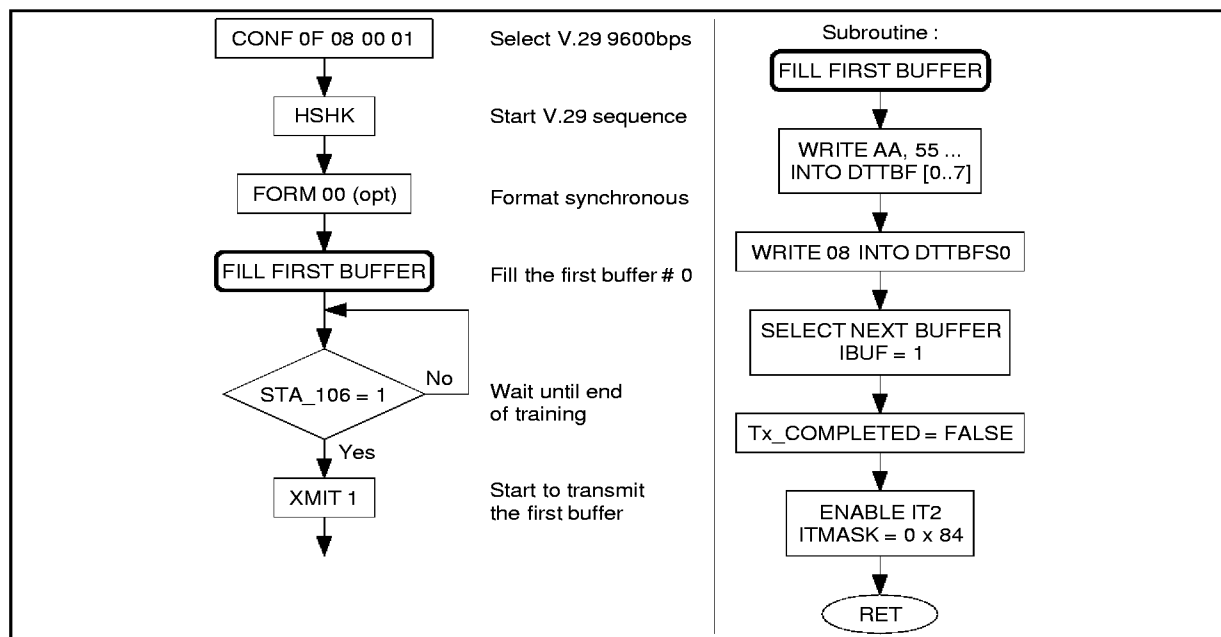 CONF 0F 08 00 01
Select V.29 9600bps
HSHK
Start V.29 sequence
FORM 00 (opt)
Format synchronous
FILL FIRST BUFFER
Fill the first buffer # 0
STA_106 = 1
No
Wait until end
of training
Yes
XMIT 1
Start to transmit
the first buffer
Subroutine :
FILL FIRST BUFFER
WRITE AA, 55 ...
INTO DTTBF [0..7]
WRITE 08 INTO DTTBFS0
SELECT NEXT BUFFER
IBUF = 1
Tx_COMPLETED = FALSE
ENABLE IT2
ITMASK = 0 x 84
RET